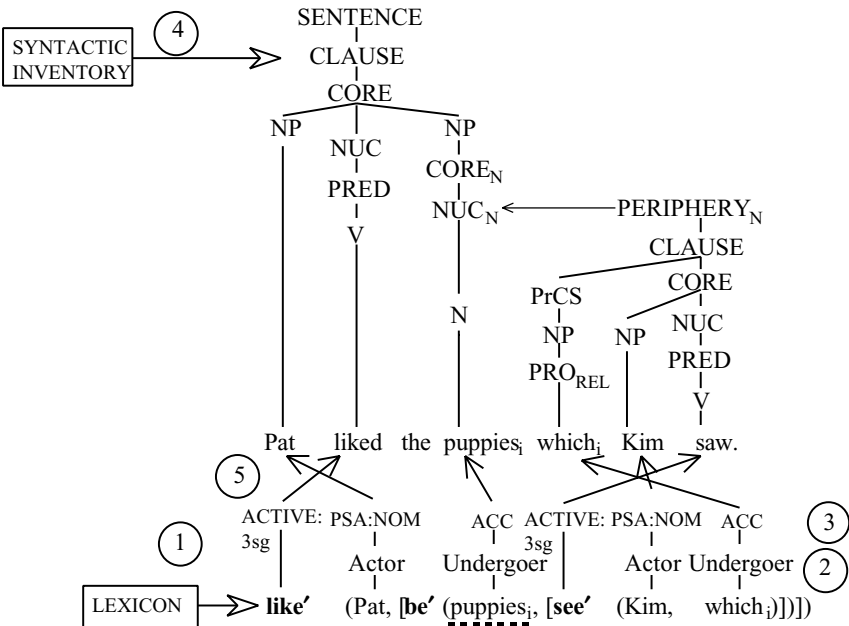 SENTENCE
4
SYNTACTIC
INVENTORY
CLAUSE
CORE
NP NP
NUC
CORE_N
PRED
NUC_N PERIPHERY_N
V
CLAUSE
CORE
PrCS
N NUC
NP NP
PRED
PRO_REL
V
Pat liked the puppies_i which_i Kim saw.
5
ACTIVE: PSA:NOM ACC ACTIVE: PSA:NOM ACC 3
1 3sg 3sg
Actor Undergoer Actor Undergoer 2
LEXICON like′ (Pat, [be′ (puppies_i, [see′ (Kim, which_i)])])